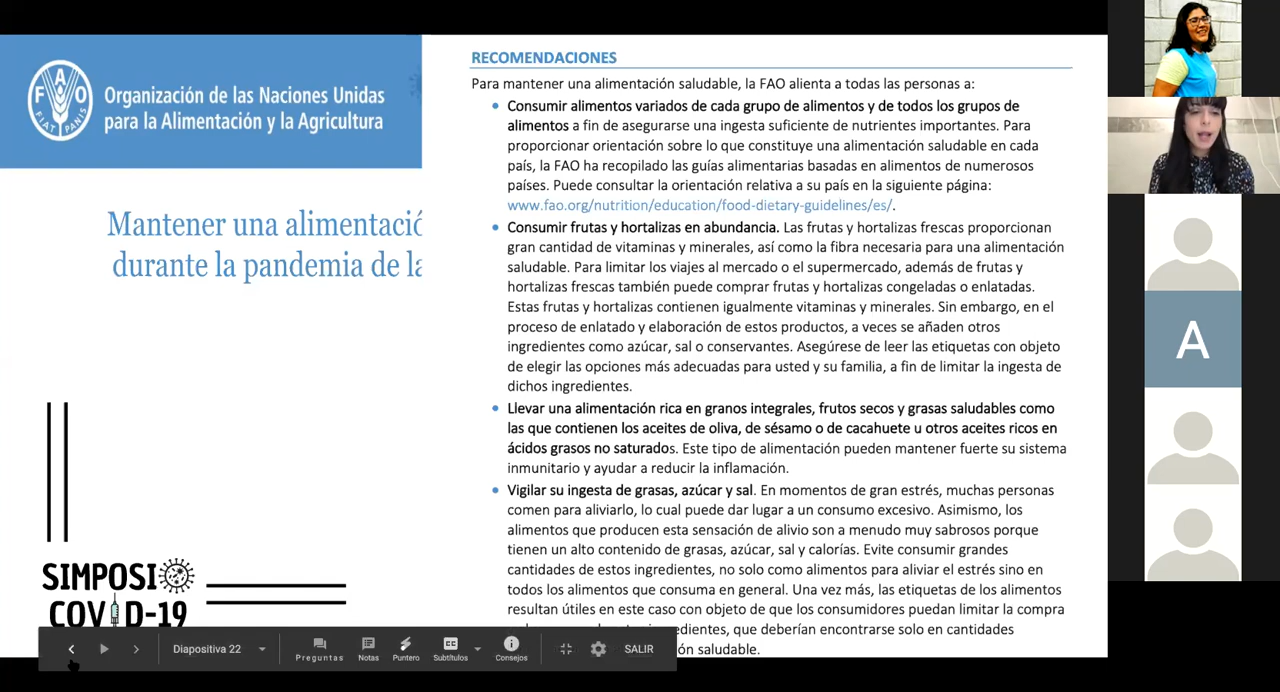 FAO
FIAT PANIS
Organización de las Naciones Unidas
para la Alimentación y la Agricultura
Mantener una alimentació
durante la pandemia de la
SIMPOSI
COV D-19
RECOMENDACIONES
Para mantener una alimentación saludable, la FAO alienta a todas las personas a:
• Consumir alimentos variados de cada grupo de alimentos y de todos los grupos de
alimentos a fin de asegurarse una ingesta suficiente de nutrientes importantes. Para
proporcionar orientación sobre lo que constituye una alimentación saludable en cada
país, la FAO ha recopilado las guías alimentarias basadas en alimentos de numerosos
países. Puede consultar la orientación relativa a su país en la siguiente página:
www.fao.org/nutrition/education/food-dietary-guidelines/es/.
• Consumir frutas y hortalizas en abundancia. Las frutas y hortalizas frescas proporcionan
gran cantidad de vitaminas y minerales, así como la fibra necesaria para una alimentación
saludable. Para limitar los viajes al mercado o el supermercado, además de frutas y
hortalizas frescas también puede comprar frutas y hortalizas congeladas o enlatadas.
Estas frutas y hortalizas contienen igualmente vitaminas y minerales. Sin embargo, en el
proceso de enlatado y elaboración de estos productos, a veces se añaden otros
ingredientes como azúcar, sal o conservantes. Asegúrese de leer las etiquetas con objeto
de elegir las opciones más adecuadas para usted y su familia, a fin de limitar la ingesta de
dichos ingredientes.
• Llevar una alimentación rica en granos integrales, frutos secos y grasas saludables como
las que contienen los aceites de oliva, de sésamo o de cacahuete u otros aceites ricos en
ácidos grasos no saturados. Este tipo de alimentación pueden mantener fuerte su sistema
inmunitario y ayudar a reducir la inflamación.
• Vigilar su ingesta de grasas, azúcar y sal. En momentos de gran estrés, muchas personas
comen para aliviarlo, lo cual puede dar lugar a un consumo excesivo. Asimismo, los
alimentos que producen esta sensación de alivio son a menudo muy sabrosos porque
tienen un alto contenido de grasas, azúcar, sal y calorías. Evite consumir grandes
cantidades de estos ingredientes, no solo como alimentos para aliviar el estrés sino en
todos los alimentos que consuma en general. Una vez más, las etiquetas de los alimentos
resultan útiles en este caso con objeto de que los consumidores puedan limitar la compra
edientes, que deberían encontrarse solo en cantidades
ón saludable.
Diapositiva 22
Preguntas
Notas
Puntero
Subtítulos
Consejos
SALIR
A